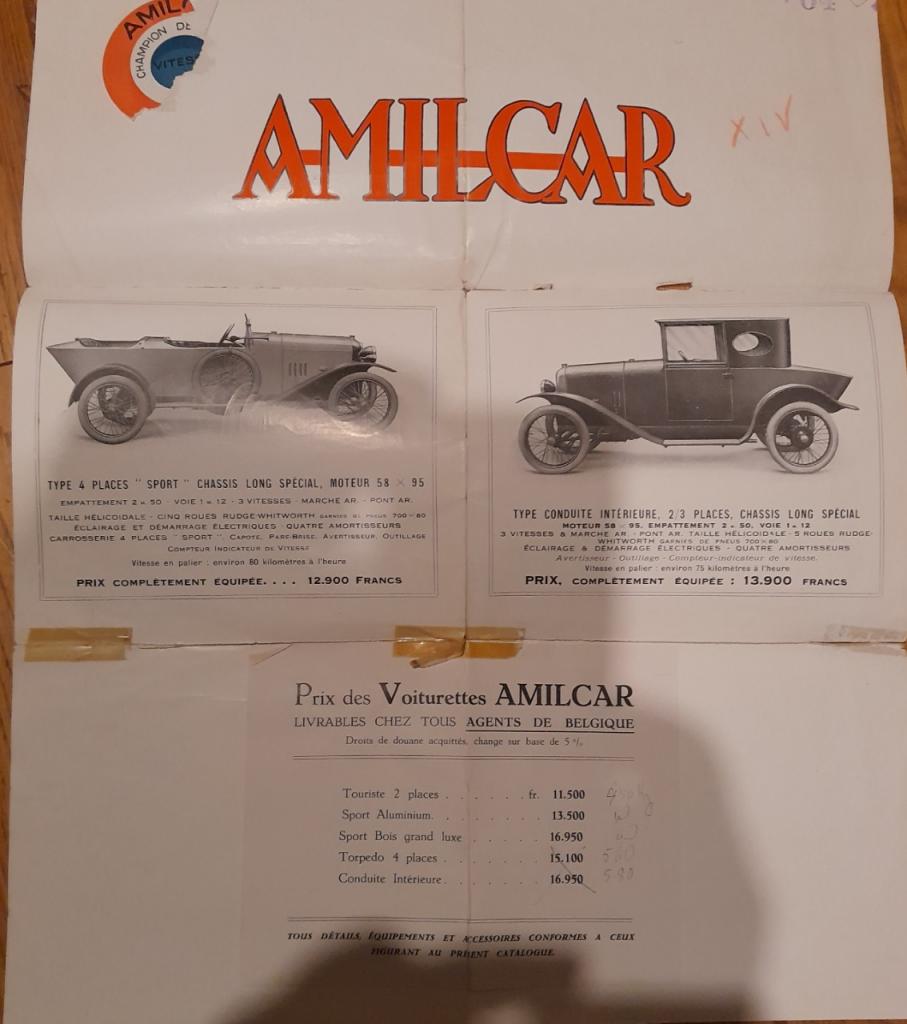 CHAMPION DE
VITES
AMILCAR
XIV
TYPE 4 PLACES "SPORT" CHASSIS LONG SPÉCIAL, MOTEUR 58 × 95
EMPATTEMENT 2 m. 50 - VOIE 1 m. 12 - 3 VITESSES - MARCHE AR. - PONT AR.
TAILLE HÉLICOIDALE - CINQ ROUES RUDGE-WHITWORTH GARNIES DE PNEUS 700×80
ÉCLAIRAGE ET DÉMARRAGE ÉLECTRIQUES - QUATRE AMORTISSEURS
CARROSSERIE 4 PLACES "SPORT", CAPOTE, PARE-BRISE, AVERTISSEUR, OUTILLAGE
COMPTEUR INDICATEUR DE VITESSE
Vitesse en palier : environ 80 kilomètres à l'heure
PRIX COMPLÈTEMENT ÉQUIPÉE. . . . 12.900 FRANCS
TYPE CONDUITE INTÉRIEURE, 2/3 PLACES, CHASSIS LONG SPÉCIAL
MOTEUR 58 × 95, EMPATTEMENT 2 m. 50, VOIE 1 m. 12
3 VITESSES & MARCHE AR. - PONT AR. TAILLE HÉLICOIDALE - 5 ROUES RUDGE-
WHITWORTH GARNIES DE PNEUS 700×80
ÉCLAIRAGE & DÉMARRAGE ÉLECTRIQUES - QUATRE AMORTISSEURS
Avertisseur - Outillage - Compteur-indicateur de vitesse.
Vitesse en palier : environ 75 kilomètres à l'heure
PRIX, COMPLÈTEMENT ÉQUIPÉE : 13.900 FRANCS
Prix des Voiturettes AMILCAR
LIVRABLES CHEZ TOUS AGENTS DE BELGIQUE
Droits de douane acquittés, change sur base de 5 %
Touriste 2 places . . . . . . . fr. 11.500
Sport Aluminium. . . . . . . . 13.500
Sport Bois grand luxe . . . . . . 16.950
Torpedo 4 places . . . . . . . 15.100 560
Conduite Intérieure. . . . . . . 16.950 580
TOUS DÉTAILS, ÉQUIPEMENTS ET ACCESSOIRES CONFORMES A CEUX
FIGURANT AU PRÉSENT CATALOGUE.